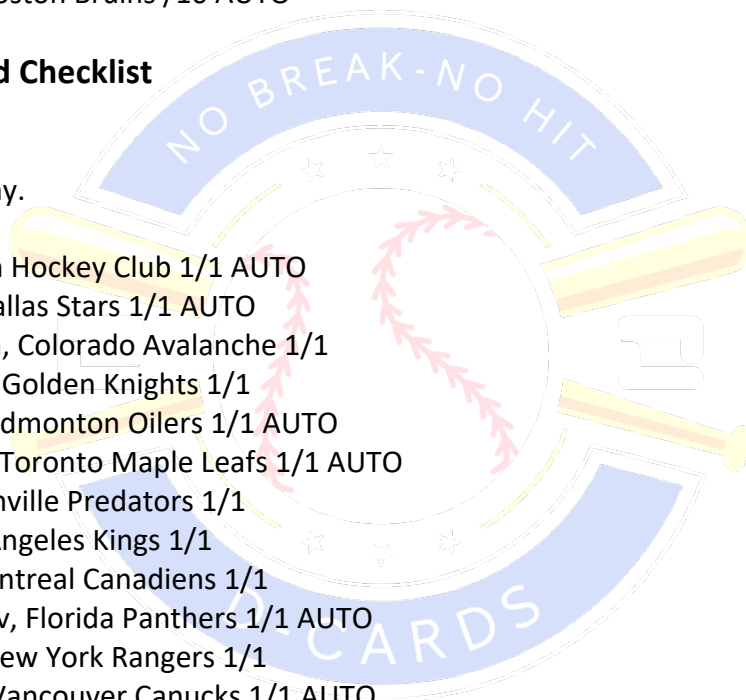 oston Bruins /10 AUTO
d Checklist
NO BREAK-NO HIT
y.
n Hockey Club 1/1 AUTO
allas Stars 1/1 AUTO
, Colorado Avalanche 1/1
Golden Knights 1/1
dmonton Oilers 1/1 AUTO
Toronto Maple Leafs 1/1 AUTO
nville Predators 1/1
Angeles Kings 1/1
ntreal Canadiens 1/1
v, Florida Panthers 1/1 AUTO
ew York Rangers 1/1
Vancouver Canucks 1/1 AUTO
D-CARDS